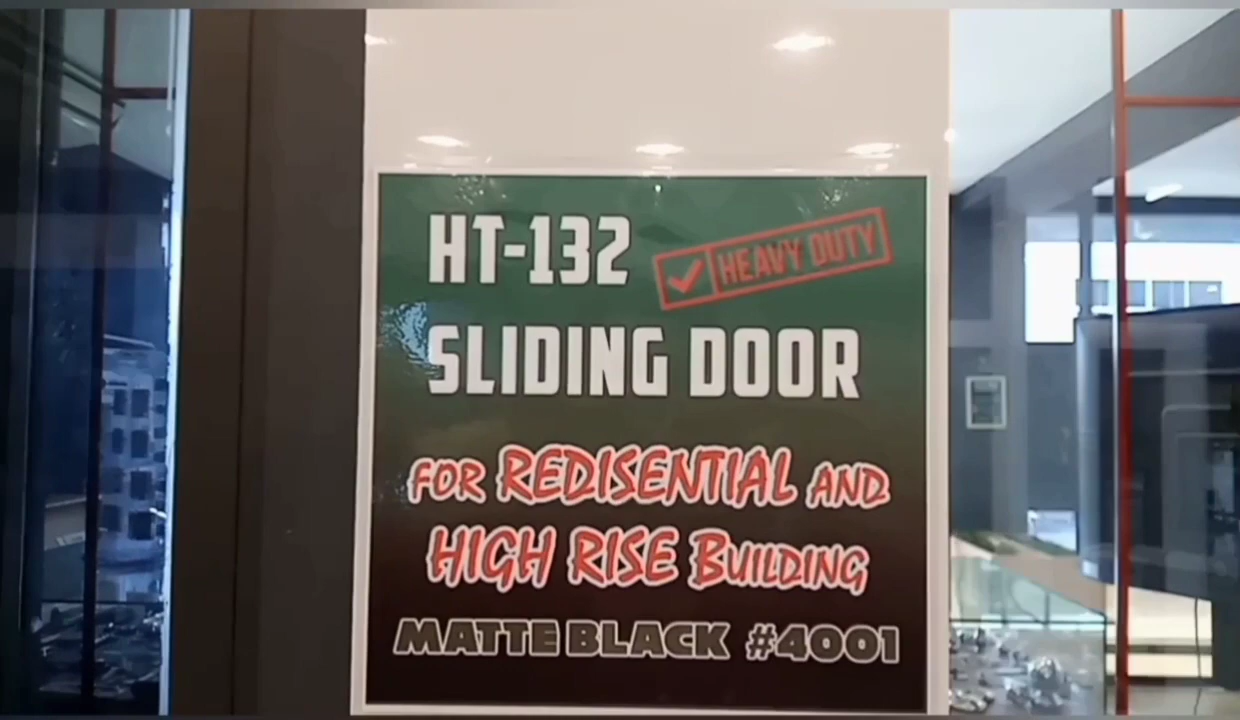 HT-132
HEAVY DUTY
SLIDING DOOR
FOR REDISENTIAL AND
HIGH RISE BUILDING
MATTE BLACK #4001